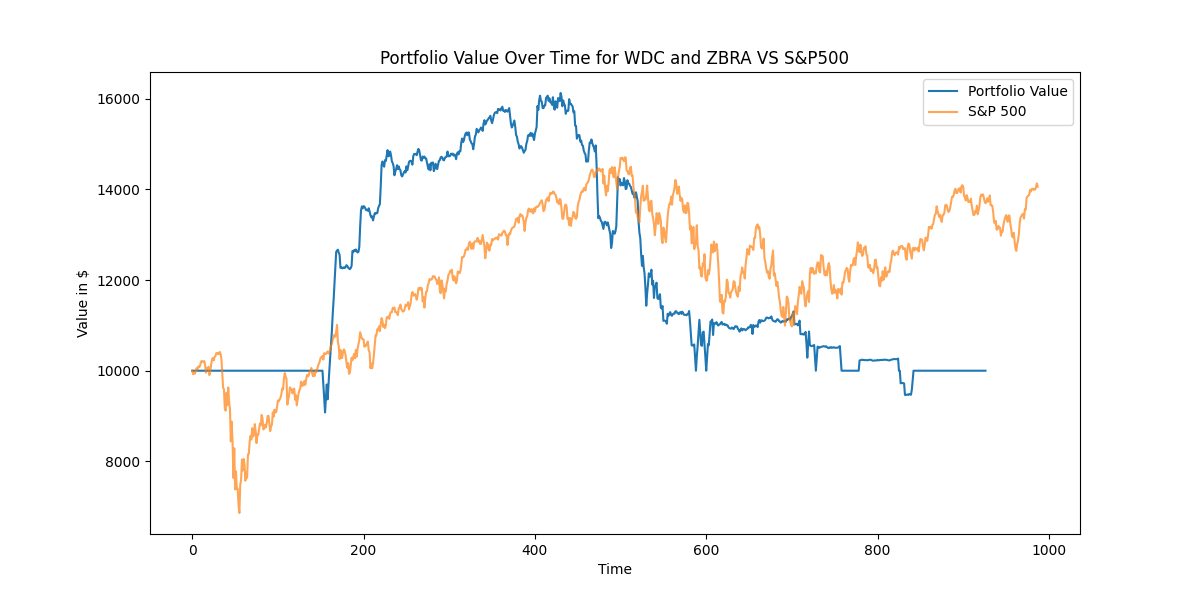 Portfolio Value Over Time for WDC and ZBRA VS S&P500
Portfolio Value
S&P 500
16000
14000
12000
10000
8000
Value in $
0 200 400 600 800 1000
Time